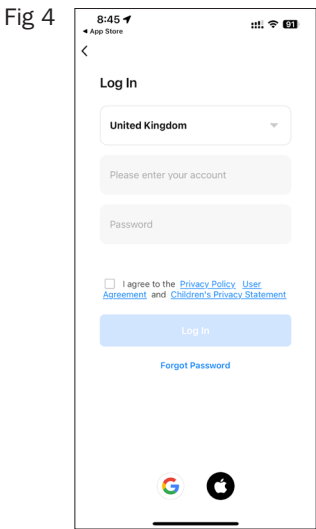 Fig 4
8:45
91
◀ App Store
Log In
United Kingdom
Please enter your account
Password
I agree to the Privacy Policy User
Agreement and Children's Privacy Statement
Log In
Forgot Password
G